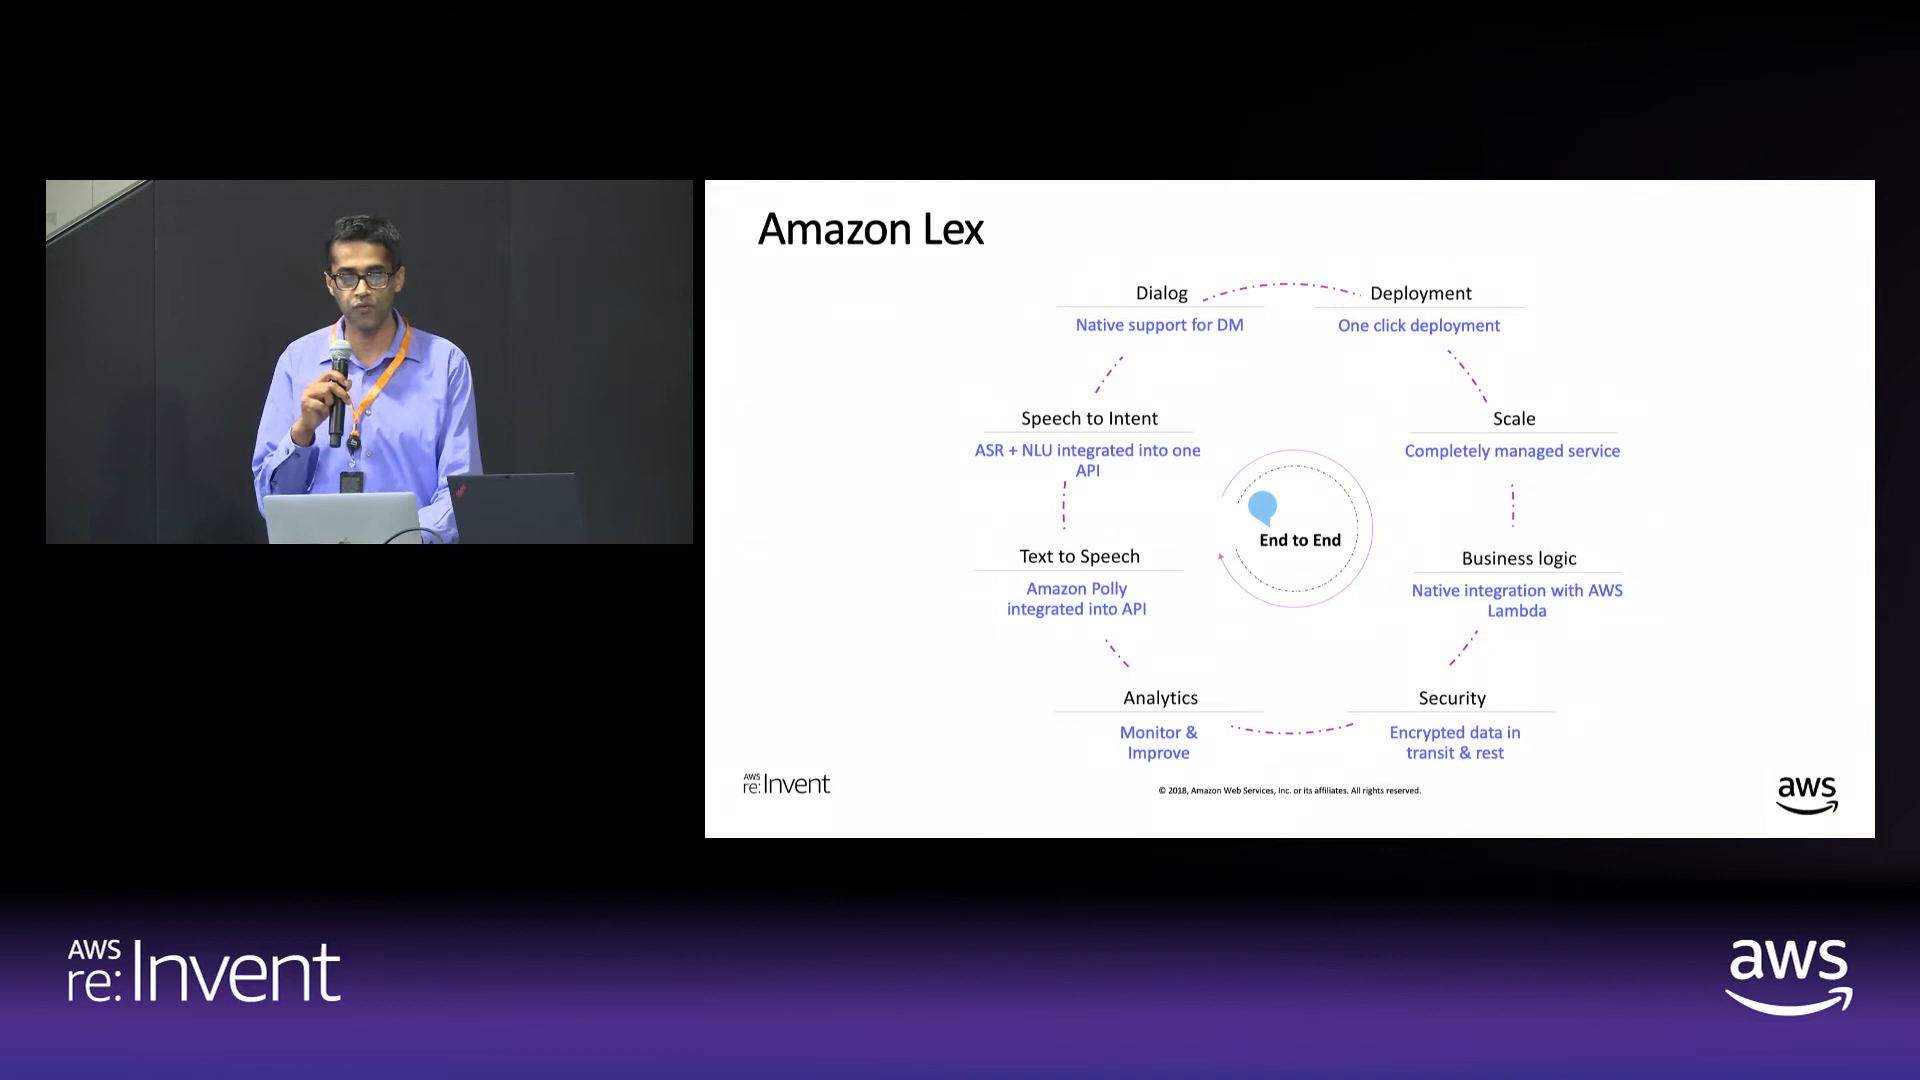 Amazon Lex
Dialog
Native support for DM
Deployment
One click deployment
Speech to Intent
ASR + NLU integrated into one
API
Scale
Completely managed service
End to End
Text to Speech
Amazon Polly
integrated into API
Business logic
Native integration with AWS
Lambda
Analytics
Monitor &
Improve
Security
Encrypted data in
transit & rest
AWS
re:Invent
© 2018, Amazon Web Services, Inc. or its affiliates. All rights reserved.
aws
AWS
re:Invent
aws